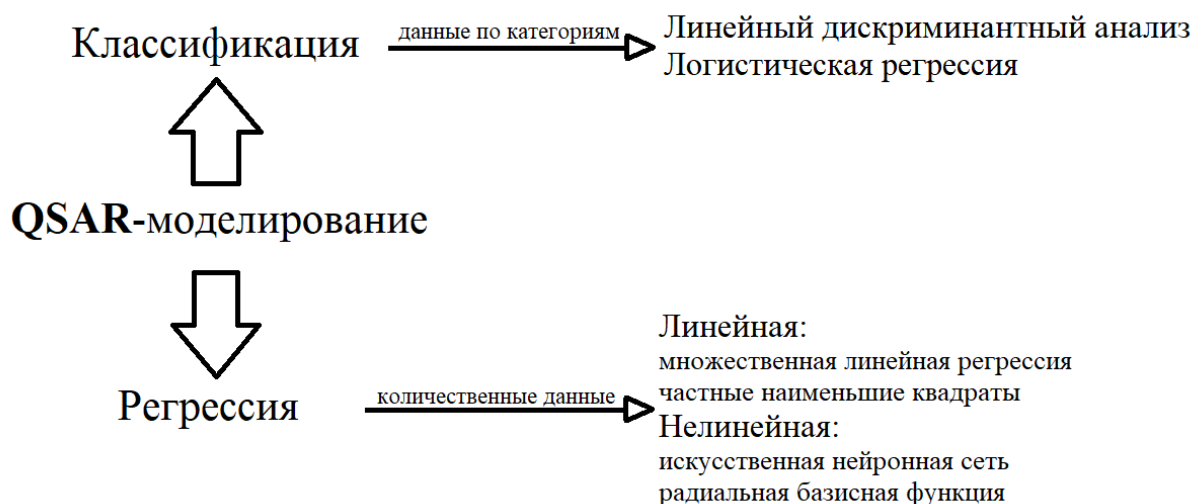 Классификация
данные по категориям
Линейный дискриминантный анализ
Логистическая регрессия
QSAR-моделирование
Регрессия
количественные данные
Линейная:
множественная линейная регрессия
частные наименьшие квадраты
Нелинейная:
искусственная нейронная сеть
радиальная базисная функция